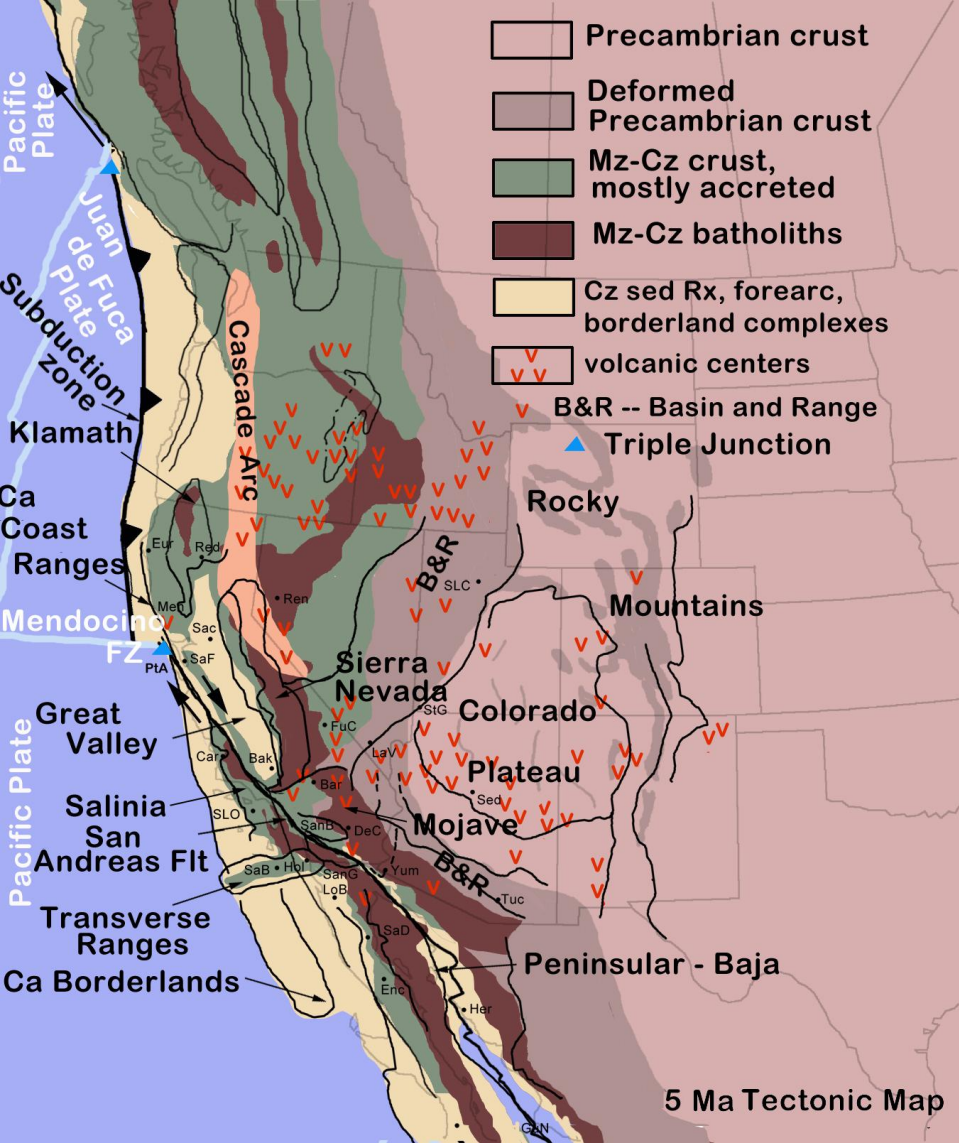 Precambrian crust
Deformed
Precambrian crust
Mz-Cz crust,
mostly accreted
Mz-Cz batholiths
Cz sed Rx, forearc,
borderland complexes
volcanic centers
B&R -- Basin and Range
Triple Junction
Pacific
Plate
Juan
de Fuca
Plate
Subduction
zone
Cascade Arc
Klamath
Ca
Coast
Ranges
Eur
Red
Men
Mendocino
FZ
PtA
Sac
SaF
Ren
B&R
SLC
Rocky
Mountains
Sierra
Nevada
StG
Colorado
Plateau
Great
Valley
FuC
LaV
Car
Bak
Bar
Sed
Pacific Plate
Salinia
SLO
San
Andreas Flt
SanB
DeC
Mojave
SaB
Hol
SanG
LoB
Yum
B&R
Tuc
Transverse
Ranges
SaD
Ca Borderlands
Enc
Peninsular - Baja
Her
GuN
5 Ma Tectonic Map